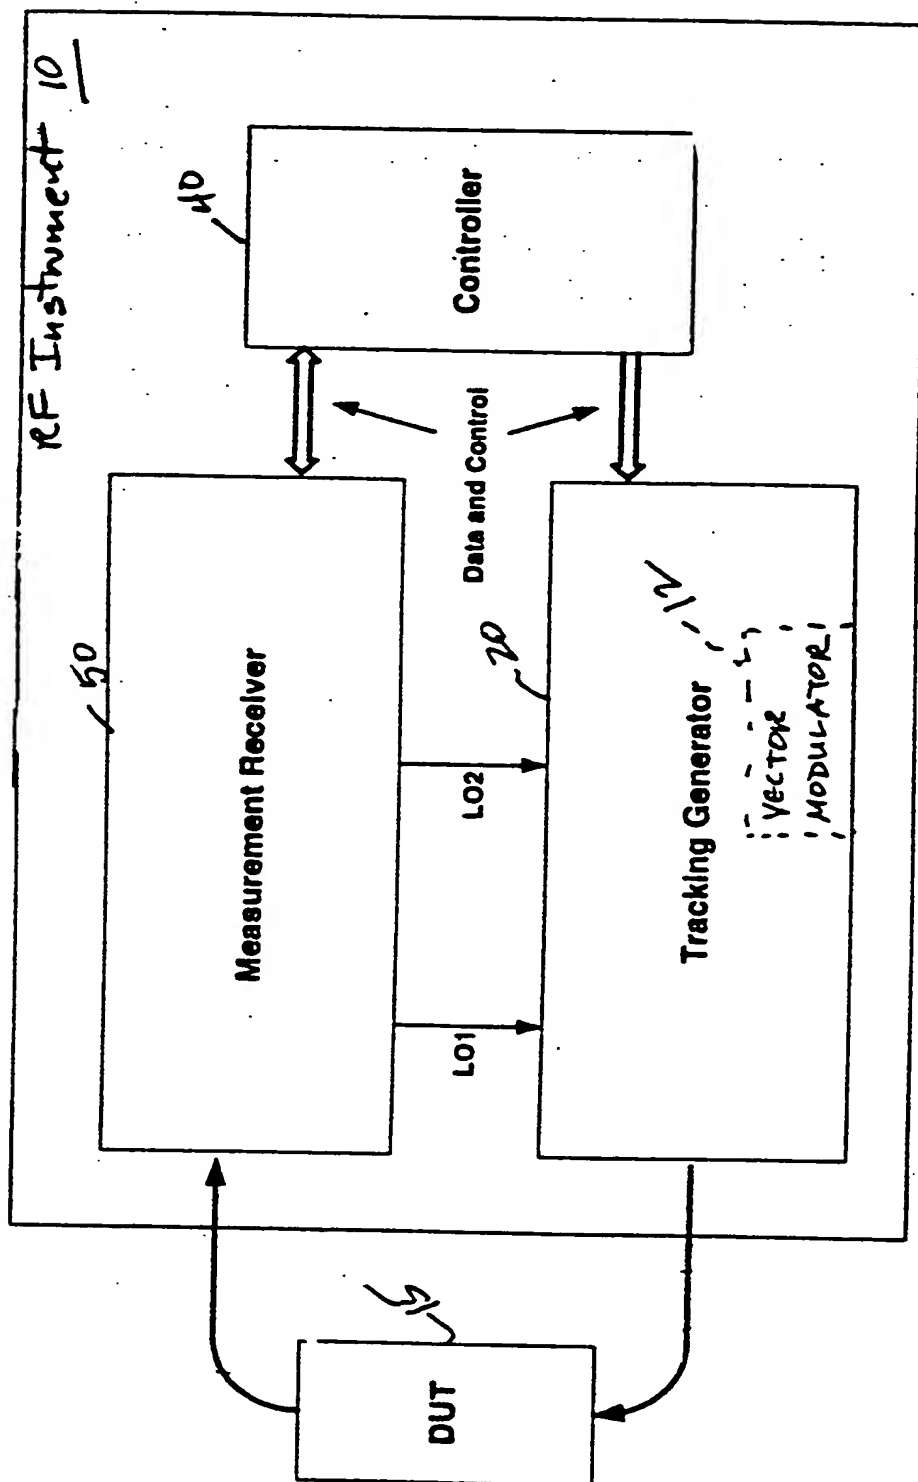 RF Instrument 10
50
Measurement Receiver
40
Controller
LO1
LO2
Data and Control
20
Tracking Generator
12
VECTOR
MODULATOR
DUT